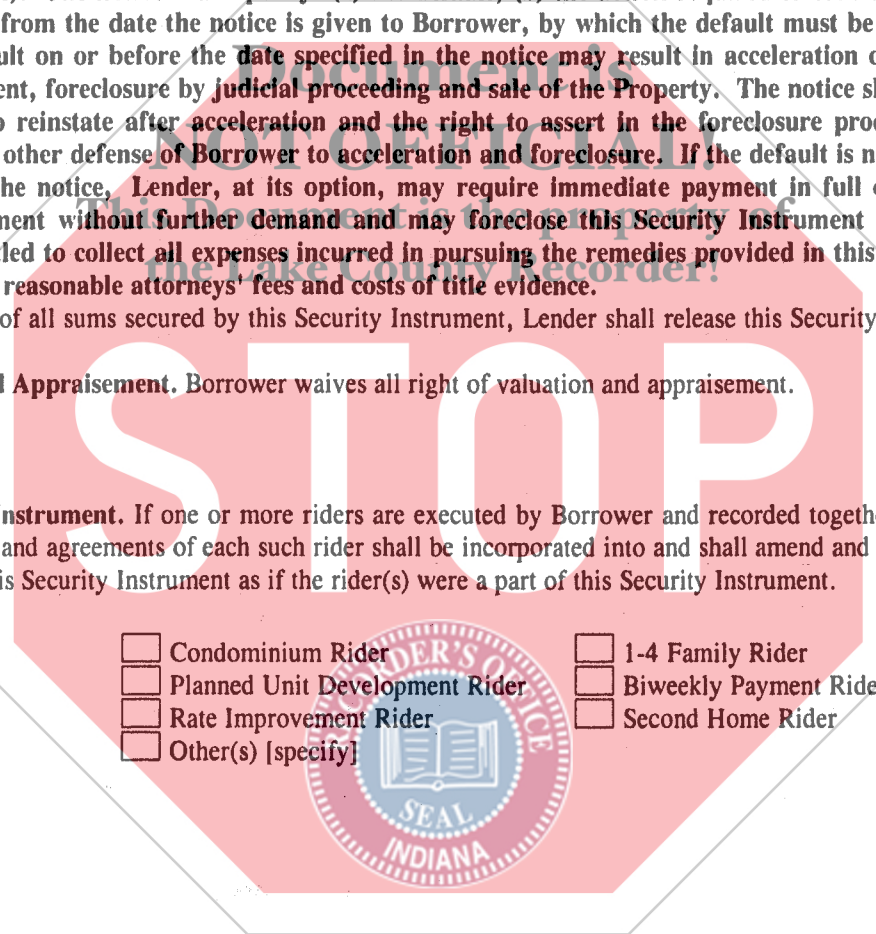 from the date the notice is given to Borrower, by which the default must be
ult on or before the date specified in the notice may result in acceleration
ent, foreclosure by judicial proceeding and sale of the Property. The notice
reinstate after acceleration and the right to assert in the foreclosure
other defense of Borrower to acceleration and foreclosure. If the default is
he notice, Lender, at its option, may require immediate payment in full
ment without further demand and may foreclose this Security Instrument
led to collect all expenses incurred in pursuing the remedies provided in this
reasonable attorneys' fees and costs of title evidence.
of all sums secured by this Security Instrument, Lender shall release this Security
Appraisement. Borrower waives all right of valuation and appraisement.
nstrument. If one or more riders are executed by Borrower and recorded togeth
and agreements of each such rider shall be incorporated into and shall amend and
is Security Instrument as if the rider(s) were a part of this Security Instrument.
Condominium Rider 1-4 Family Rider
Planned Unit Development Rider Biweekly Payment Ride
Rate Improvement Rider Second Home Rider
Other(s) [specify]
Document is
NOT OFFICIAL!
This Document is the property of
the Lake County Recorder!
STOP
RECORDER'S OFFICE
SEAL
INDIANA